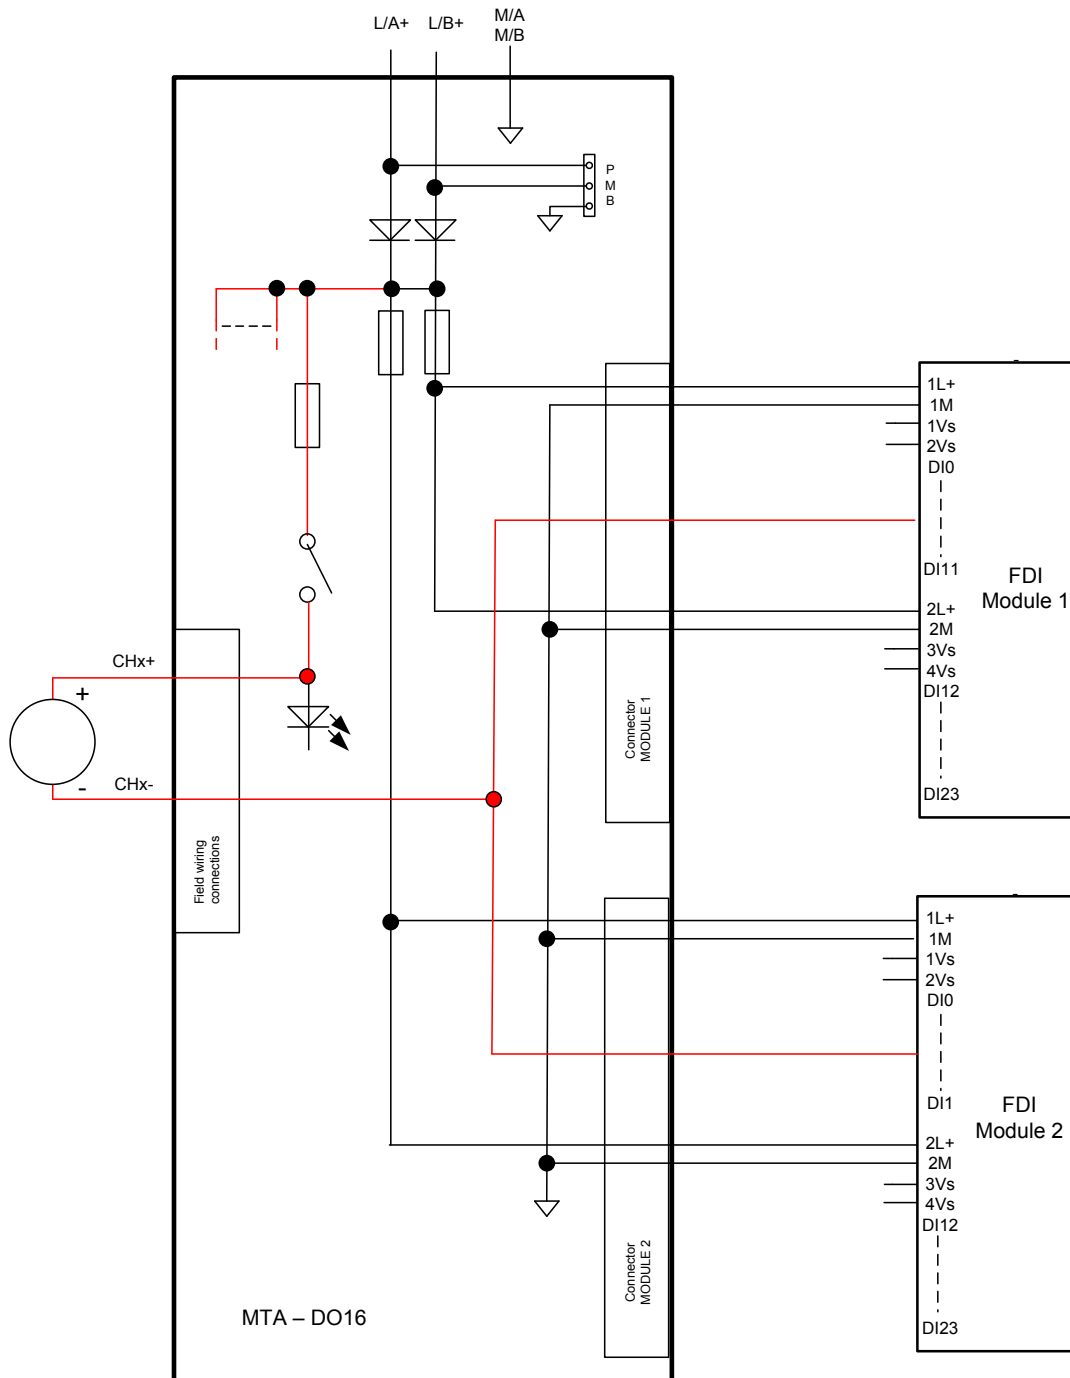 L/A+
L/B+
M/A
M/B
P
M
B
1L+
1M
1Vs
2Vs
DI0
DI11
FDI
Module 1
2L+
2M
3Vs
4Vs
DI12
DI23
CHx+
+
-
CHx-
Field wiring
connections
Connector
MODULE 1
1L+
1M
1Vs
2Vs
DI0
DI1
FDI
Module 2
2L+
2M
3Vs
4Vs
DI12
DI23
Connector
MODULE 2
MTA – DO16